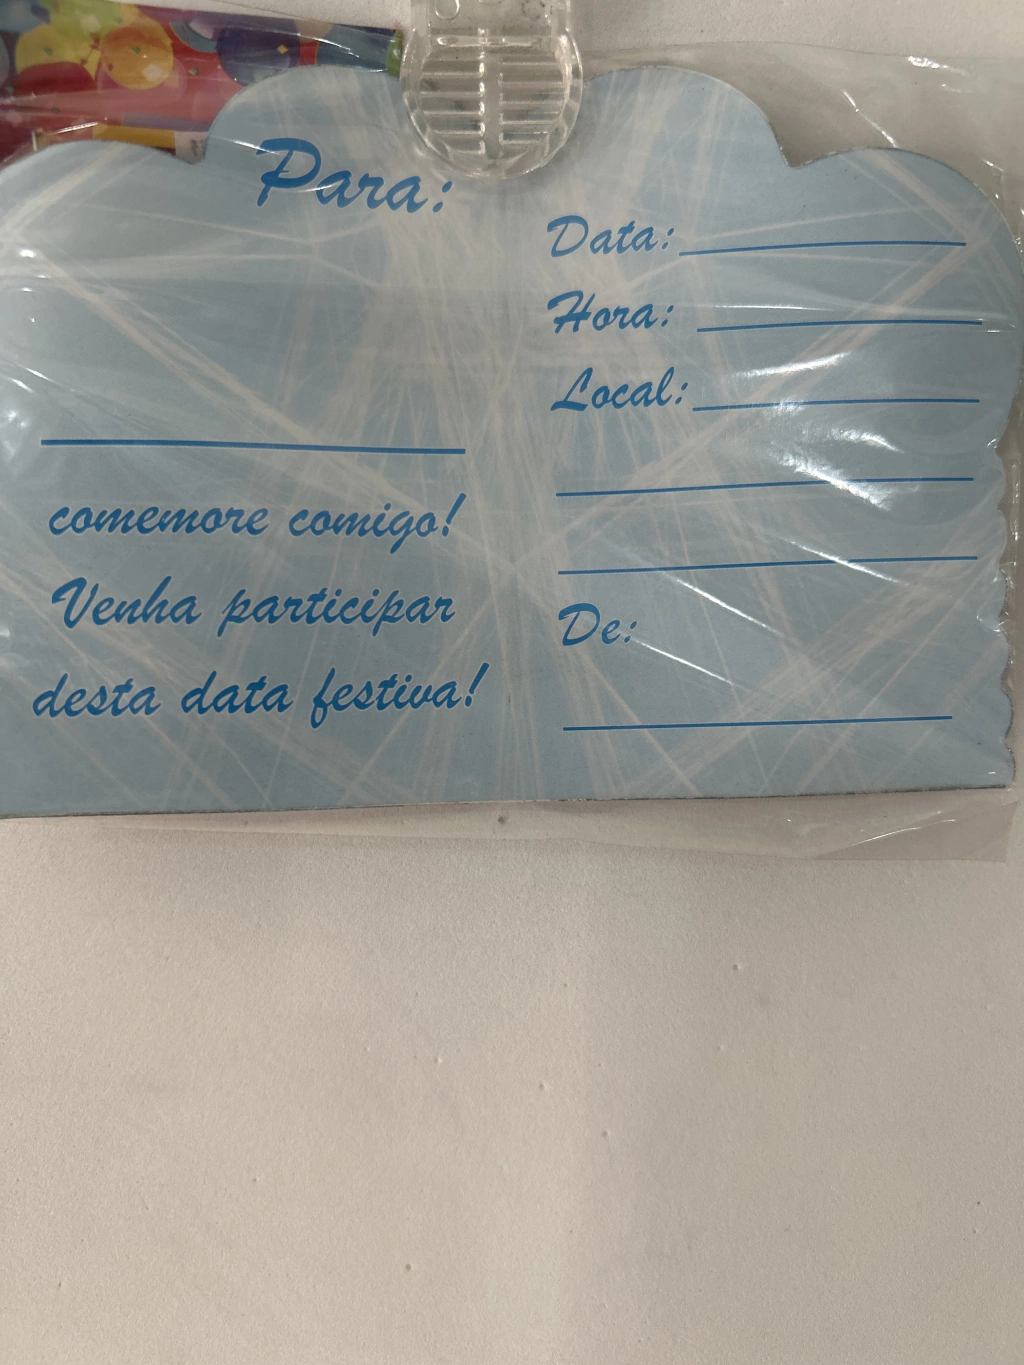 Para:
comemore comigo!
Venha participar
desta data festiva!
Data:
Hora:
Local:
De: